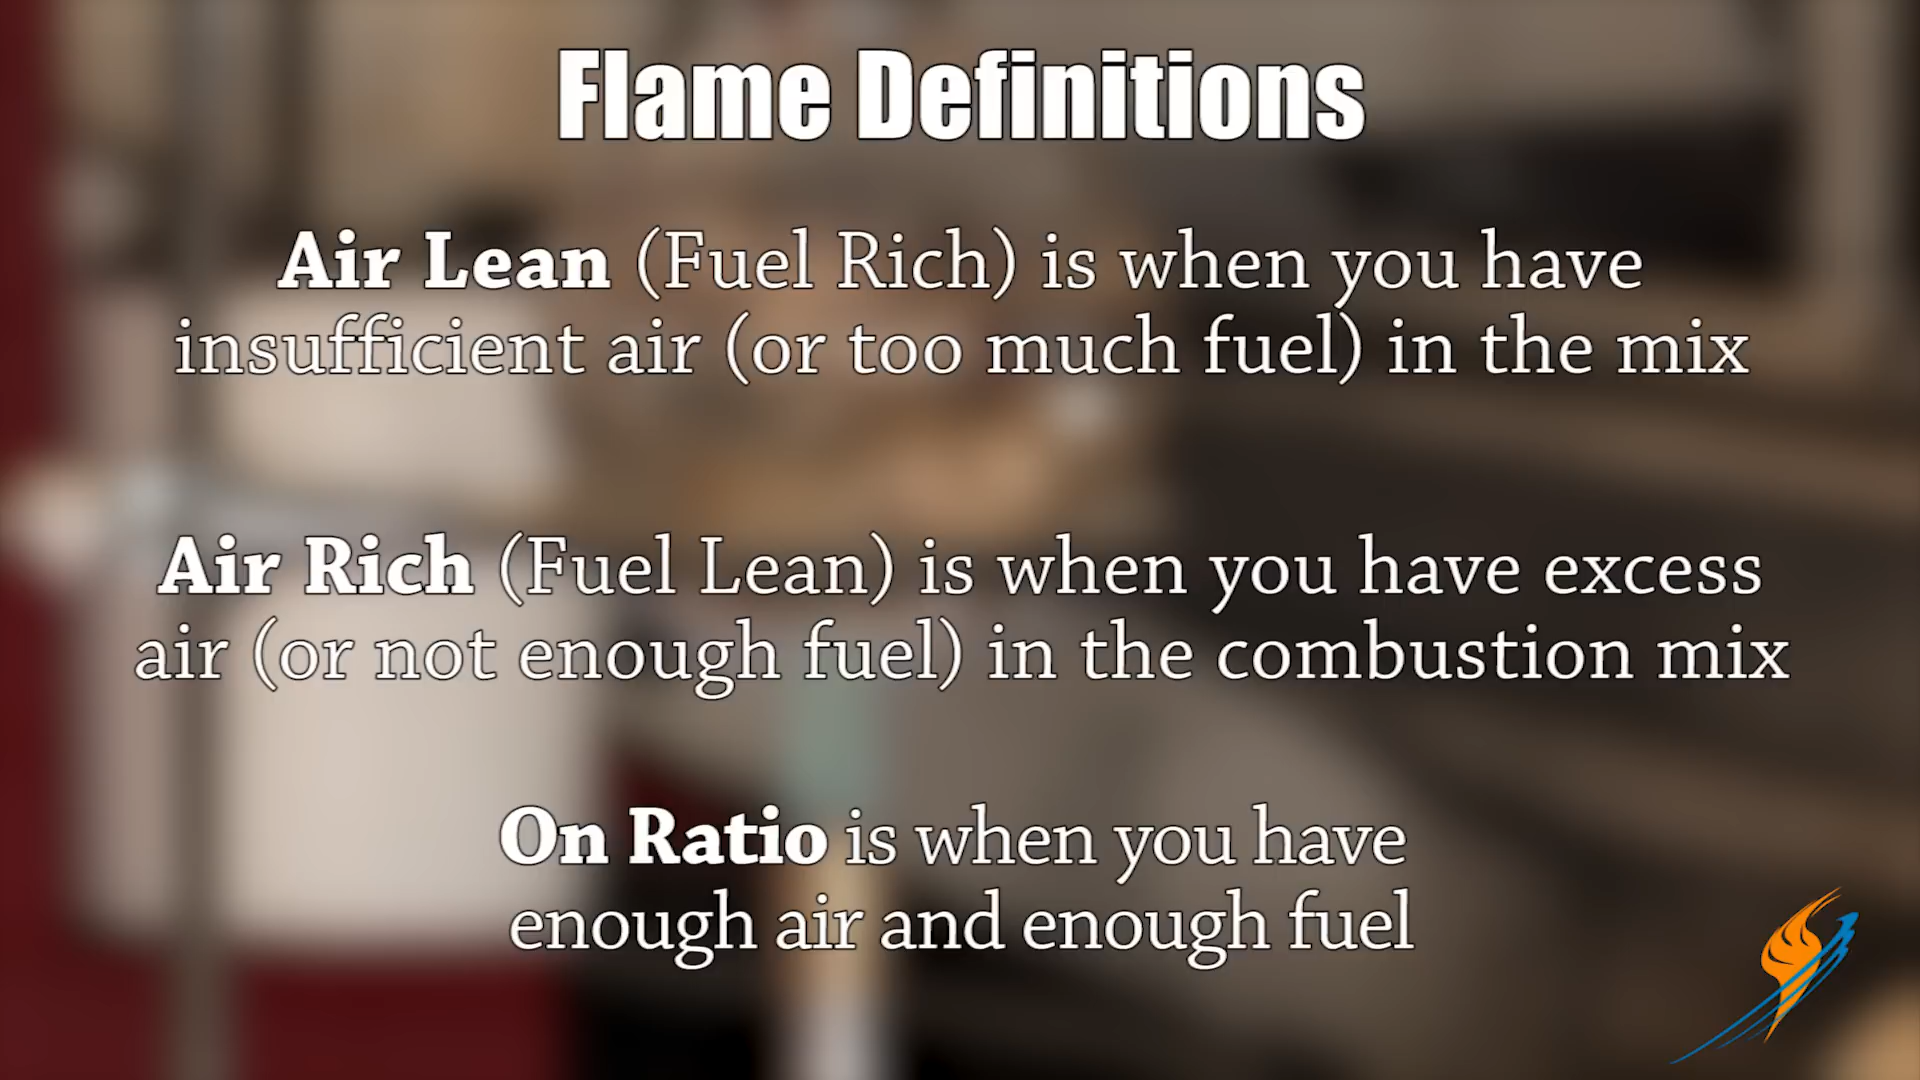 Flame Definitions
Air Lean (Fuel Rich) is when you have
insufficient air (or too much fuel) in the mix
Air Rich (Fuel Lean) is when you have excess
air (or not enough fuel) in the combustion mix
On Ratio is when you have
enough air and enough fuel